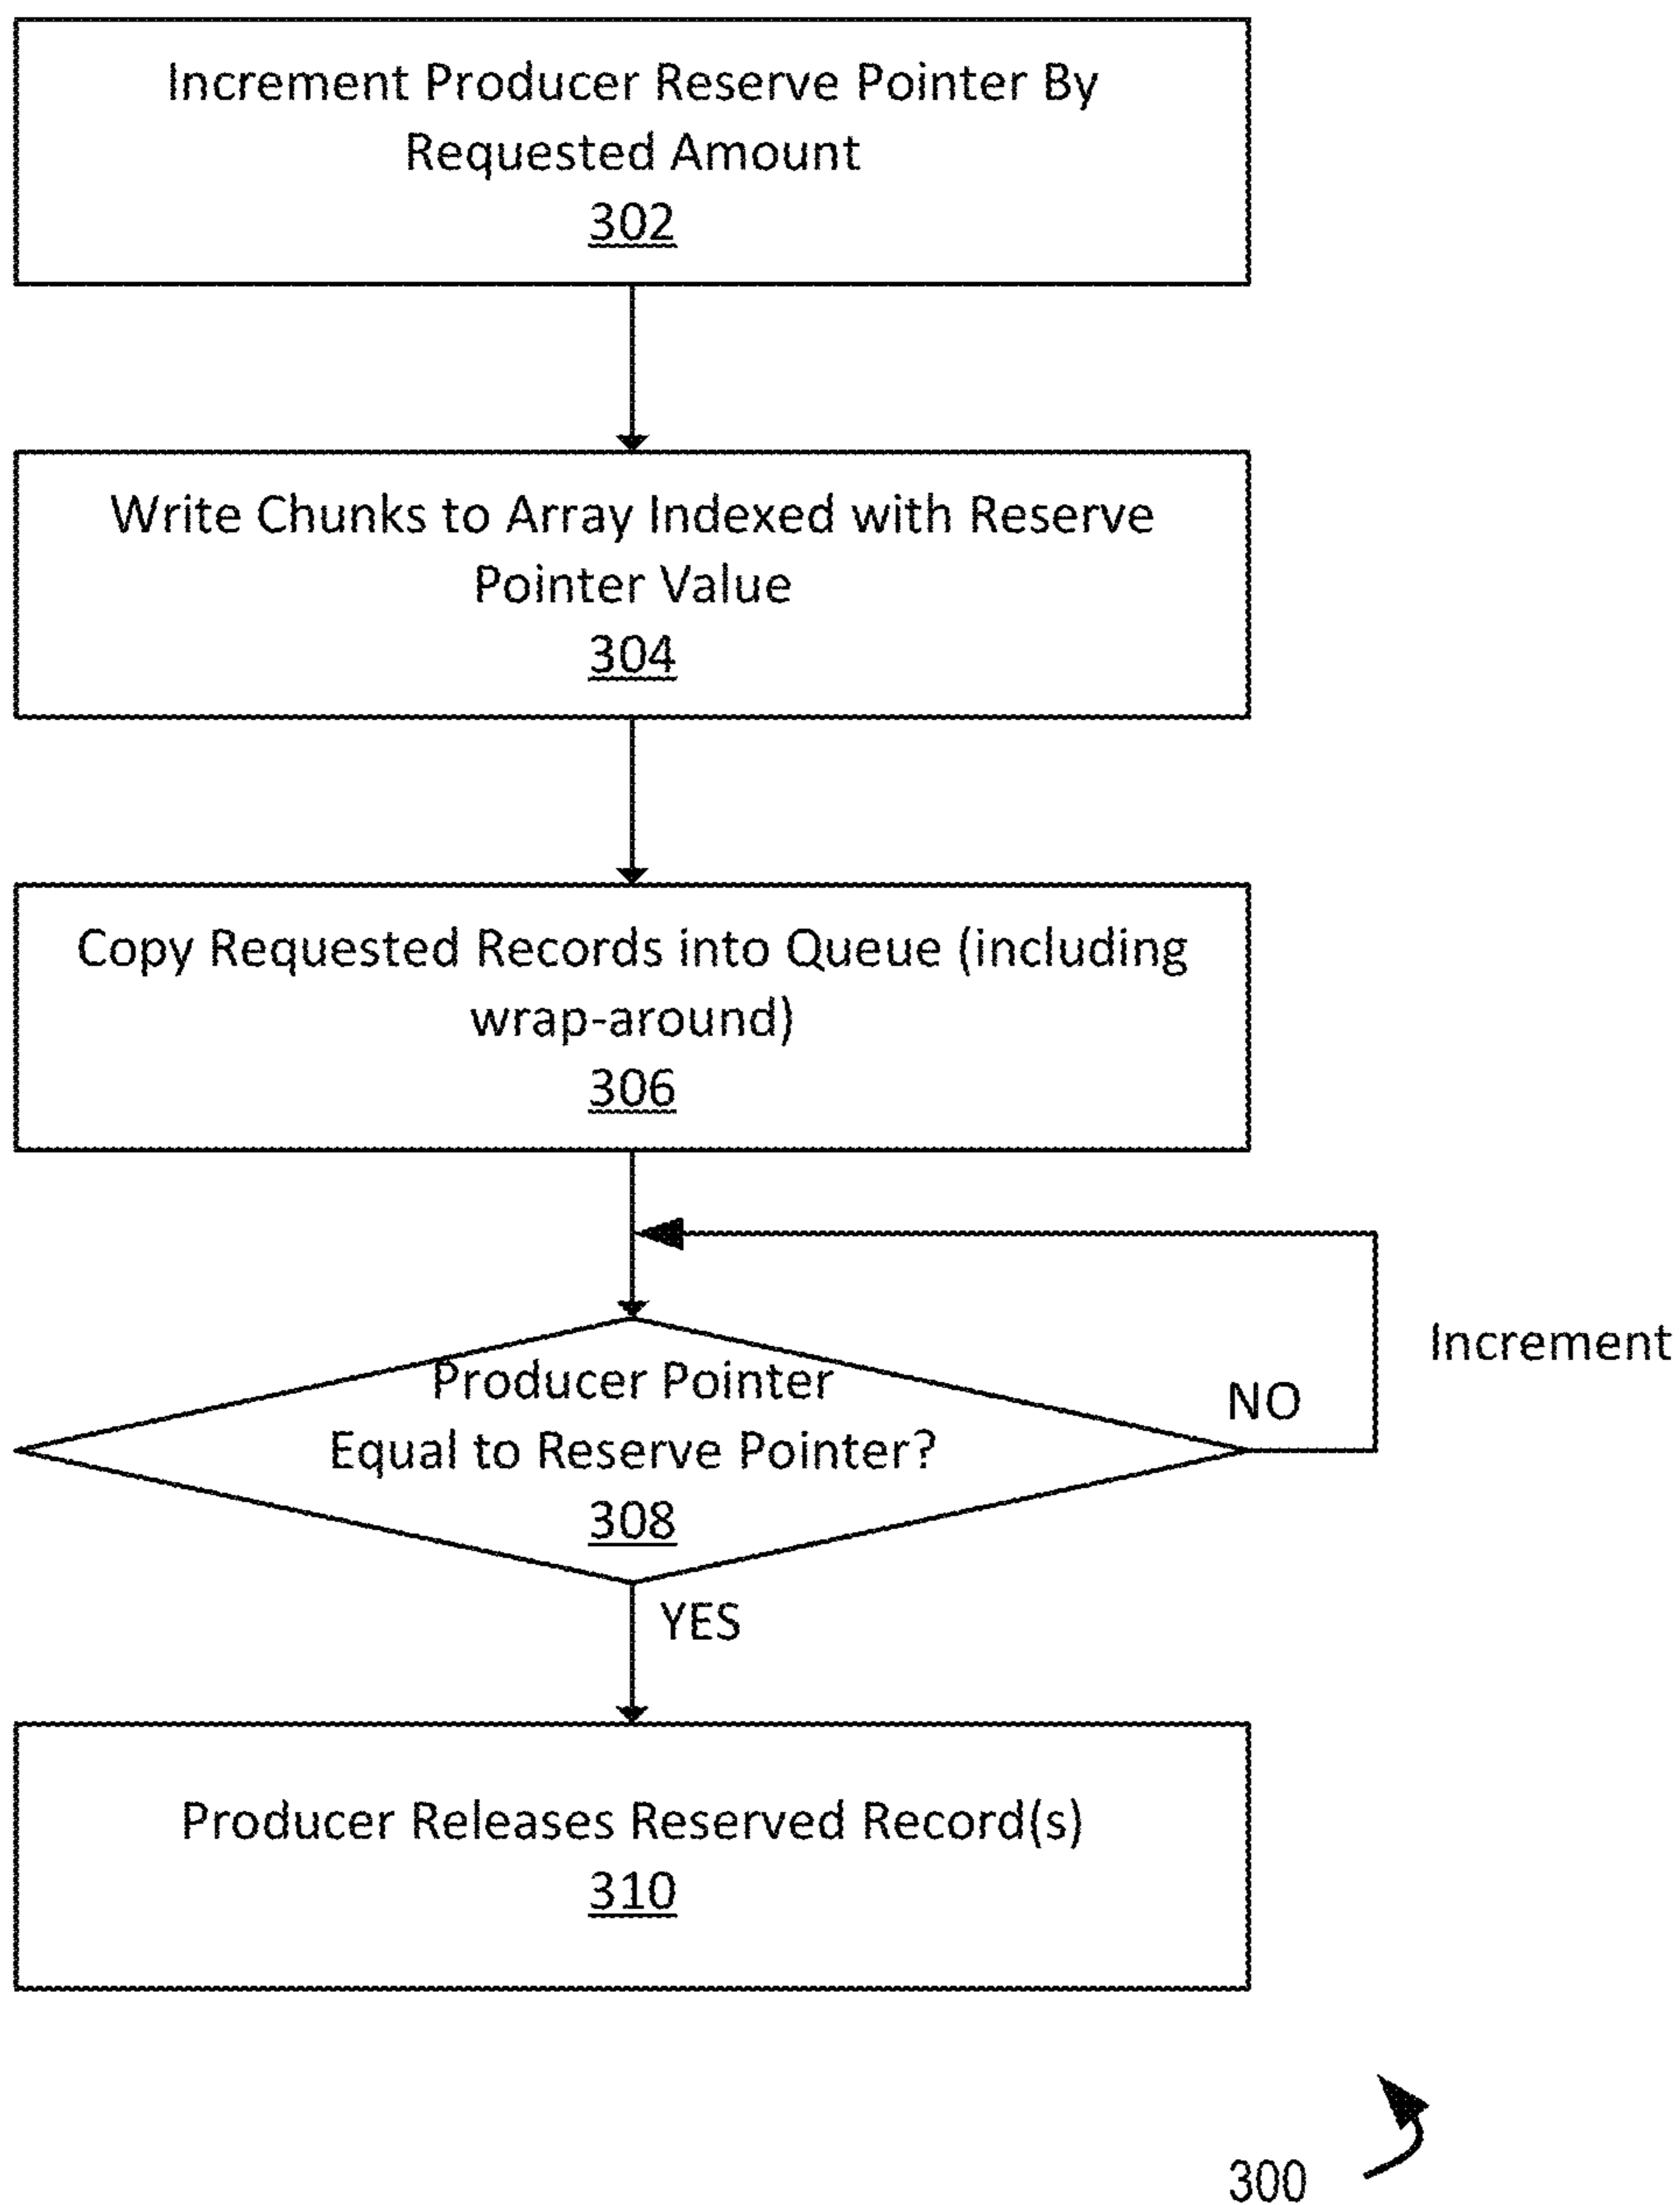 Increment Producer Reserve Pointer By
Requested Amount
302
Write Chunks to Array Indexed with Reserve
Pointer Value
304
Copy Requested Records into Queue (including
wrap-around)
306
Increment
NO
Producer Pointer
Equal to Reserve Pointer?
308
YES
Producer Releases Reserved Record(s)
310
300